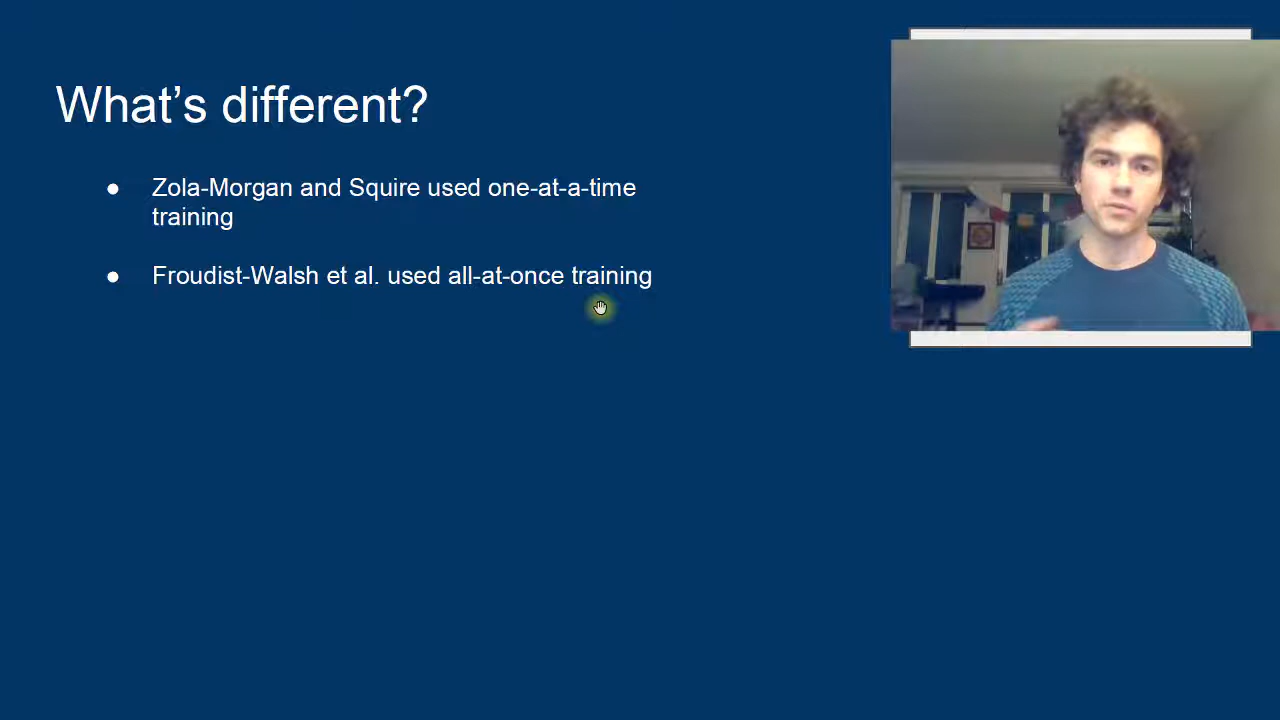 What’s different?
● Zola-Morgan and Squire used one-at-a-time
training
● Froudist-Walsh et al. used all-at-once training